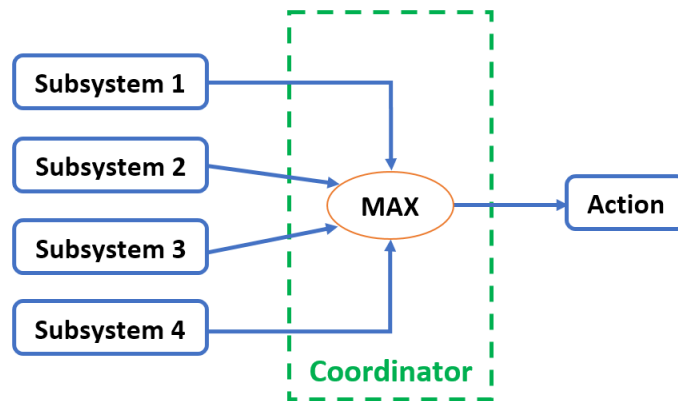 Subsystem 1
Subsystem 2
MAX
Action
Subsystem 3
Subsystem 4
Coordinator